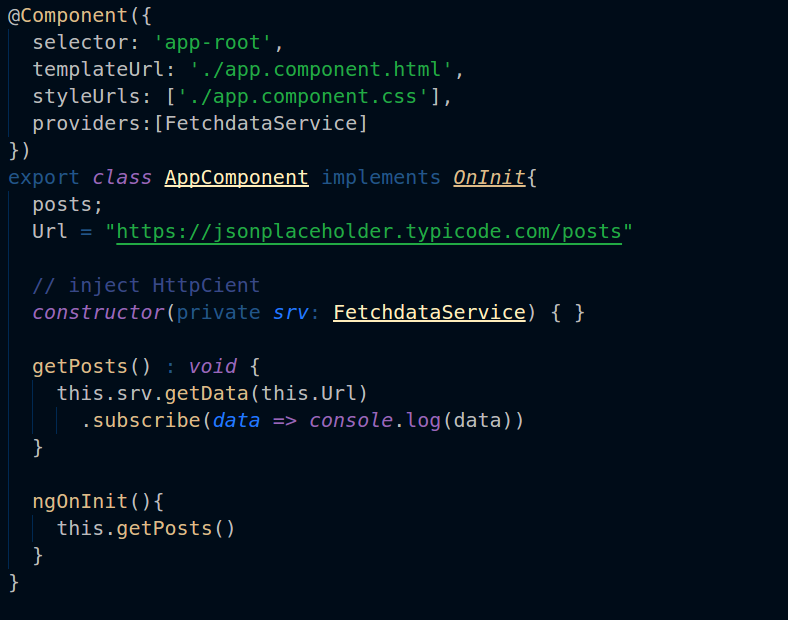 @Component({
  selector: 'app-root',
  templateUrl: './app.component.html',
  styleUrls: ['./app.component.css'],
  providers:[FetchdataService]
})
export class AppComponent implements OnInit{
  posts;
  Url = "https://jsonplaceholder.typicode.com/posts"
  // inject HttpCient
  constructor(private srv: FetchdataService) { }
  getPosts() : void {
    this.srv.getData(this.Url)
      .subscribe(data => console.log(data))
  }
  ngOnInit(){
    this.getPosts()
  }
}